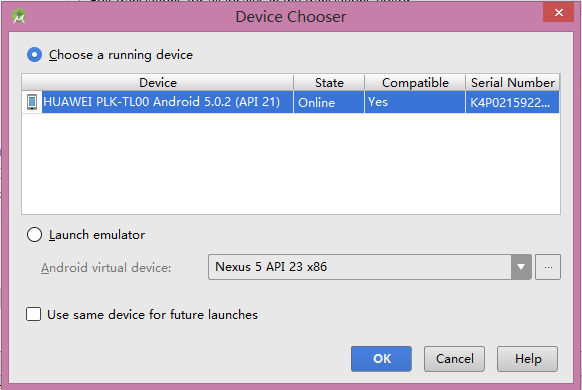 Device Chooser
Choose a running device
Device State Compatible Serial Number
HUAWEI PLK-TL00 Android 5.0.2 (API 21) Online Yes K4P0215922...
Launch emulator
Android virtual device: Nexus 5 API 23 x86 ...
Use same device for future launches
OK Cancel Help